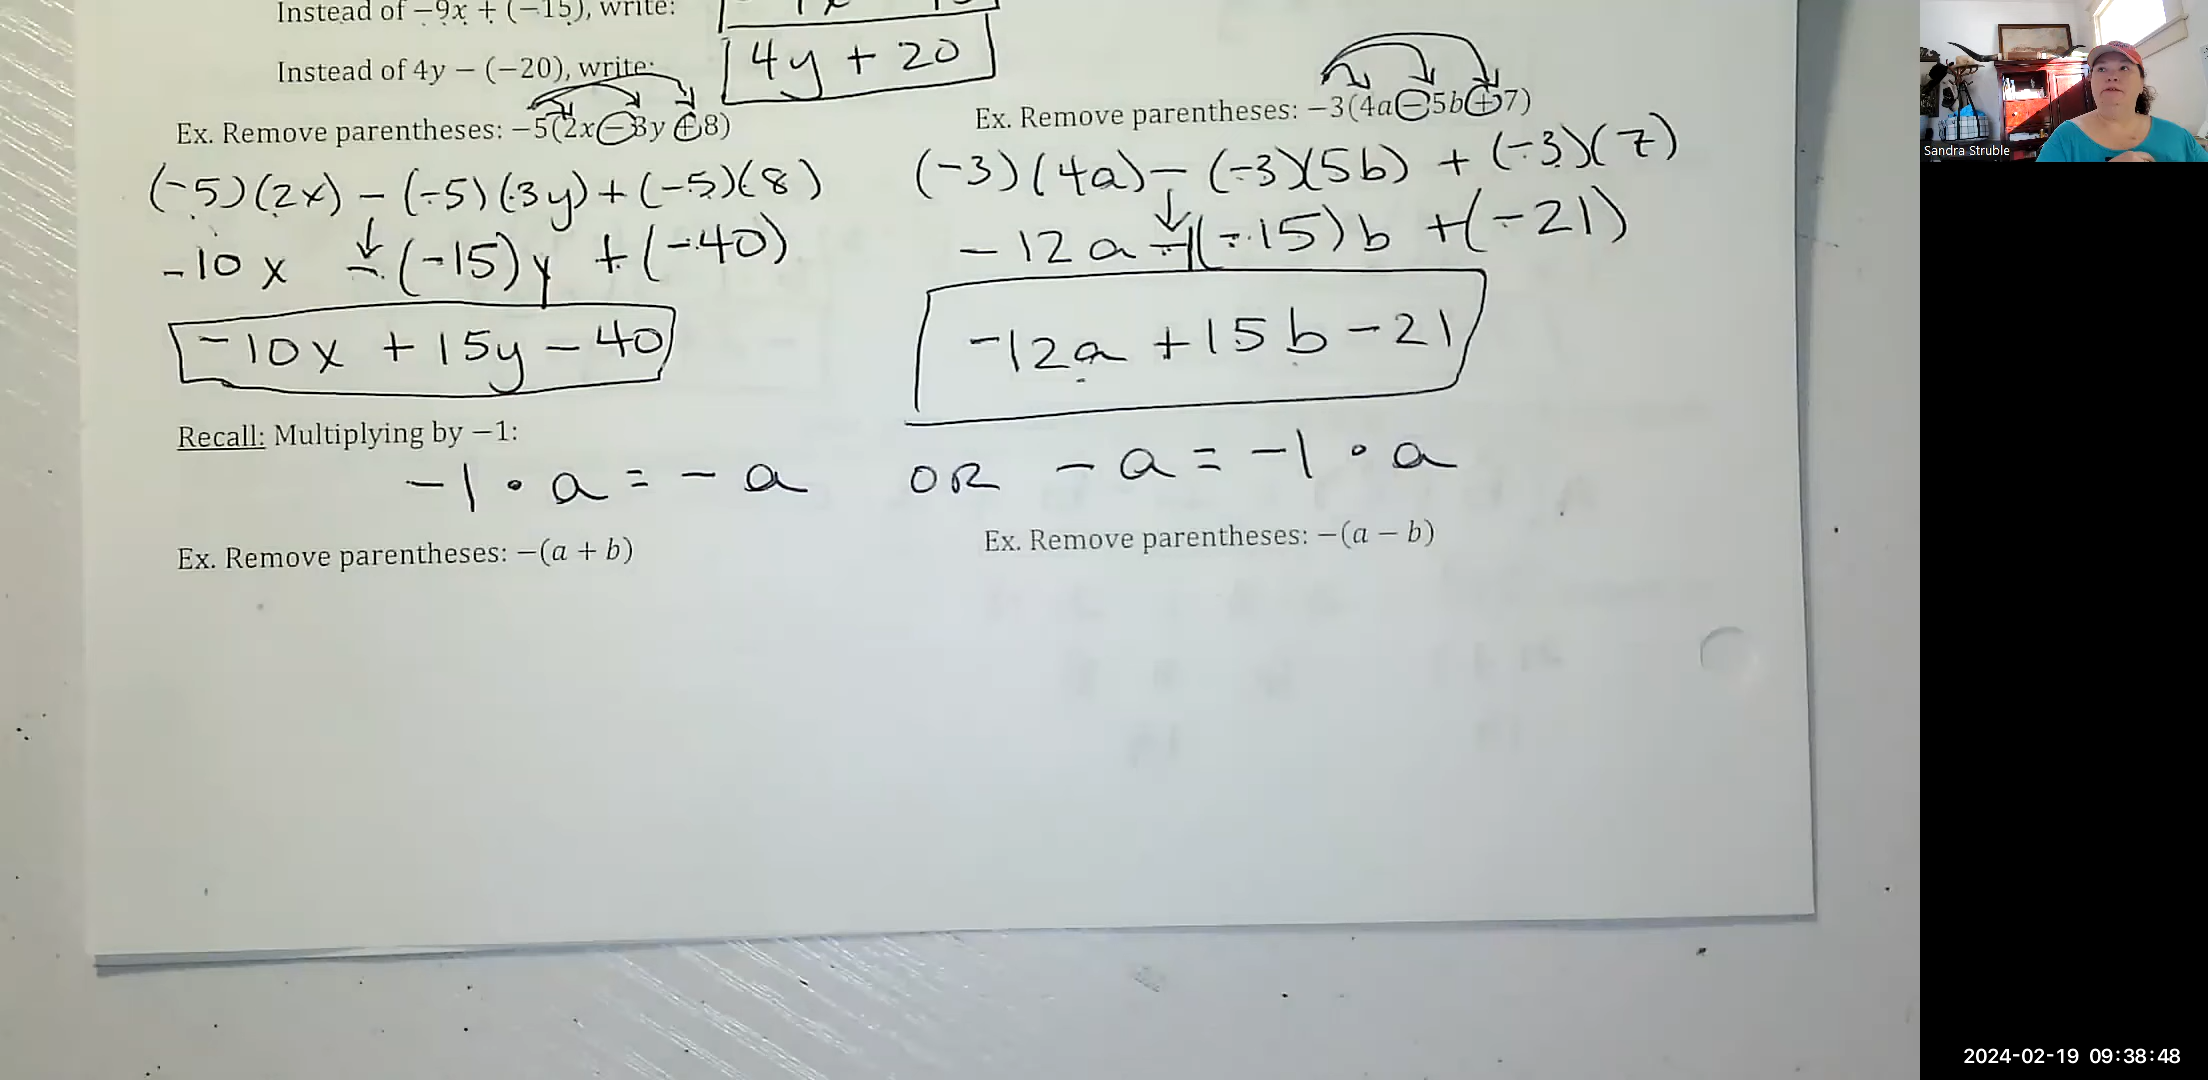 Instead of −9x + (−15), write:
Instead of 4y − (−20), write:
4y + 20
Ex. Remove parentheses: −5(2x − 3y + 8)
(-5)(2x) - (-5)(3y) + (-5)(8)
-10x - (-15)y + (-40)
-10x + 15y - 40
Ex. Remove parentheses: −3(4a − 5b + 7)
(-3)(4a) - (-3)(5b) + (-3)(7)
-12a - (-15)b + (-21)
-12a + 15b - 21
Recall: Multiplying by −1:
-1 • a = - a OR - a = -1 • a
Ex. Remove parentheses: −(a + b)
Ex. Remove parentheses: −(a − b)
Sandra Struble
2024-02-19 09:38:48